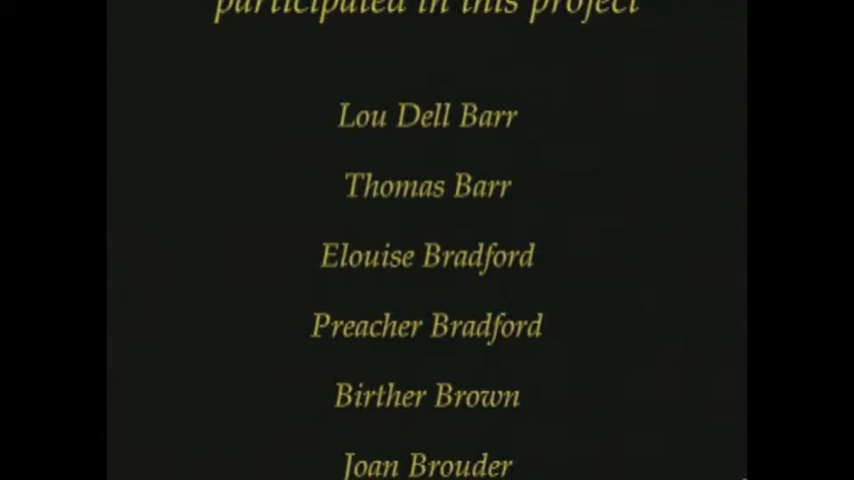 participated in this project
Lou Dell Barr
Thomas Barr
Elouise Bradford
Preacher Bradford
Birther Brown
Joan Brouder